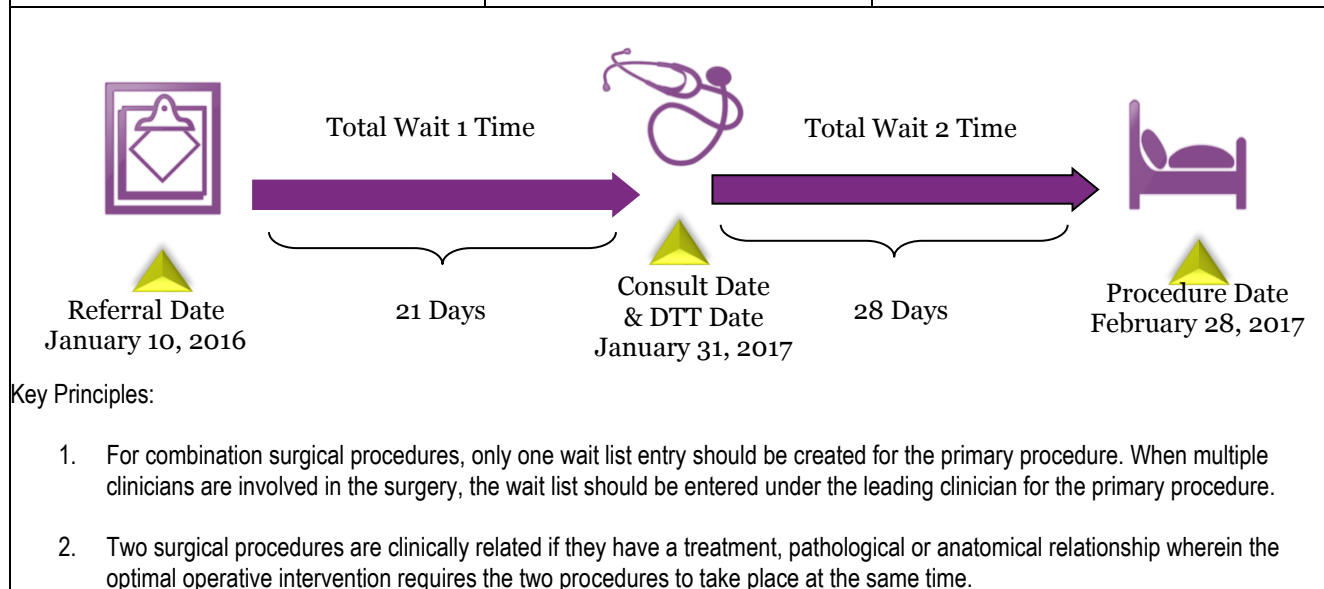 Total Wait 1 Time
Total Wait 2 Time
Referral Date
January 10, 2016
21 Days
Consult Date
& DTT Date
January 31, 2017
28 Days
Procedure Date
February 28, 2017
Key Principles:
1. For combination surgical procedures, only one wait list entry should be created for the primary procedure. When multiple
clinicians are involved in the surgery, the wait list should be entered under the leading clinician for the primary procedure.
2. Two surgical procedures are clinically related if they have a treatment, pathological or anatomical relationship wherein the
optimal operative intervention requires the two procedures to take place at the same time.